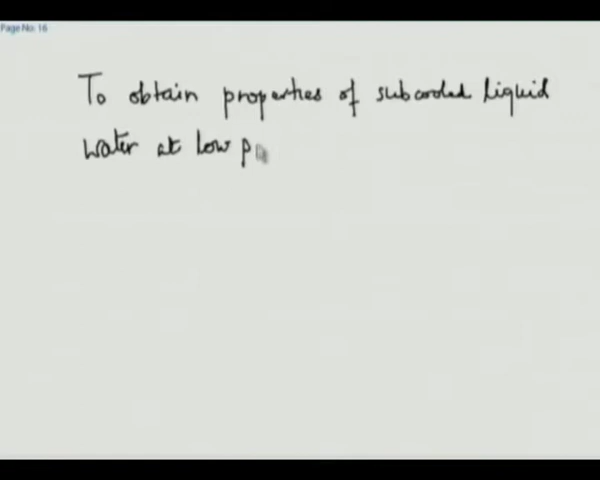 Page No: 16
To obtain properties of subcooled liquid
water at low p